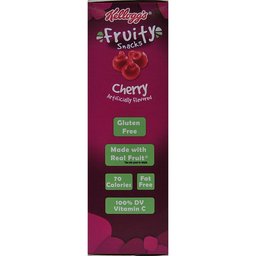 Kellogg's
Fruity
Snacks
Cherry
Artificially Flavored
Gluten
Free
Made with
Real Fruit*
70
Calories
Fat
Free
100% DV
Vitamin C